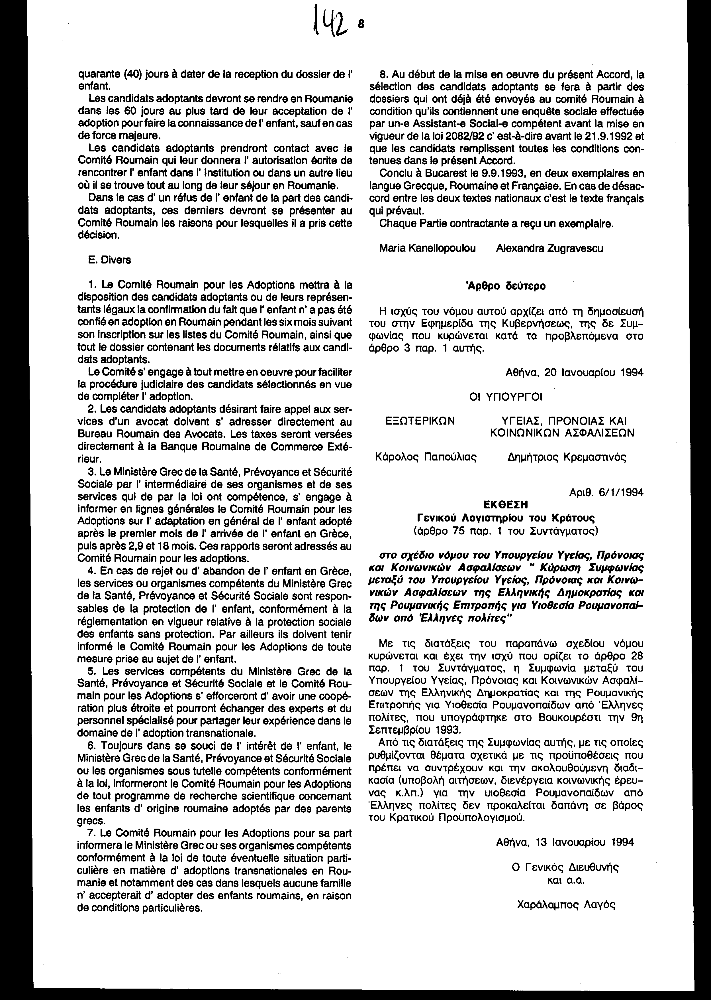 142 8
quarante (40) jours à dater de la reception du dossier de l'
enfant.
Les candidats adoptants devront se rendre en Roumanie
dans les 60 jours au plus tard de leur acceptation de l'
adoption pour faire la connaissance de l' enfant, sauf en cas
de force majeure.
Les candidats adoptants prendront contact avec le
Comité Roumain qui leur donnera l' autorisation écrite de
rencontrer l' enfant dans l' Institution ou dans un autre lieu
où il se trouve tout au long de leur séjour en Roumanie.
Dans le cas d' un réfus de l' enfant de la part des candi-
dats adoptants, ces derniers devront se présenter au
Comité Roumain les raisons pour lesquelles il a pris cette
décision.
E. Divers
1. Le Comité Roumain pour les Adoptions mettra à la
disposition des candidats adoptants ou de leurs représen-
tants légaux la confirmation du fait que l' enfant n' a pas été
confié en adoption en Roumain pendant les six mois suivant
son inscription sur les listes du Comité Roumain, ainsi que
tout le dossier contenant les documents rélatifs aux candi-
dats adoptants.
Le Comité s' engage à tout mettre en oeuvre pour faciliter
la procédure judiciaire des candidats sélectionnés en vue
de compléter l' adoption.
2. Les candidats adoptants désirant faire appel aux ser-
vices d'un avocat doivent s' adresser directement au
Bureau Roumain des Avocats. Les taxes seront versées
directement à la Banque Roumaine de Commerce Exté-
rieur.
3. Le Ministère Grec de la Santé, Prévoyance et Sécurité
Sociale par l' intermédiaire de ses organismes et de ses
services qui de par la loi ont compétence, s' engage à
informer en lignes générales le Comité Roumain pour les
Adoptions sur l' adaptation en général de l' enfant adopté
après le premier mois de l' arrivée de l' enfant en Grèce,
puis après 2,9 et 18 mois. Ces rapports seront adressés au
Comité Roumain pour les adoptions.
4. En cas de rejet ou d' abandon de l' enfant en Grèce,
les services ou organismes compétents du Ministère Grec
de la Santé, Prévoyance et Sécurité Sociale sont respon-
sables de la protection de l' enfant, conformément à la
réglementation en vigueur relative à la protection sociale
des enfants sans protection. Par ailleurs ils doivent tenir
informé le Comité Roumain pour les Adoptions de toute
mesure prise au sujet de l' enfant.
5. Les services compétents du Ministère Grec de la
Santé, Prévoyance et Sécurité Sociale et le Comité Rou-
main pour les Adoptions s' efforceront d' avoir une coopé-
ration plus étroite et pourront échanger des experts et du
personnel spécialisé pour partager leur expérience dans le
domaine de l' adoption transnationale.
6. Toujours dans se souci de l' intérêt de l' enfant, le
Ministère Grec de la Santé, Prévoyance et Sécurité Sociale
ou les organismes sous tutelle compétents conformément
à la loi, informeront le Comité Roumain pour les Adoptions
de tout programme de recherche scientifique concernant
les enfants d' origine roumaine adoptés par des parents
grecs.
7. Le Comité Roumain pour les Adoptions pour sa part
informera le Ministère Grec ou ses organismes compétents
conformément à la loi de toute éventuelle situation parti-
culière en matière d' adoptions transnationales en Rou-
manie et notamment des cas dans lesquels aucune famille
n' accepterait d' adopter des enfants roumains, en raison
de conditions particulières.
8. Au début de la mise en oeuvre du présent Accord, la
sélection des candidats adoptants se fera à partir des
dossiers qui ont déjà été envoyés au comité Roumain à
condition qu'ils contiennent une enquête sociale effectuée
par un-e Assistant-e Social-e compétent avant la mise en
vigueur de la loi 2082/92 c' est-à-dire avant le 21.9.1992 et
que les candidats remplissent toutes les conditions con-
tenues dans le présent Accord.
Conclu à Bucarest le 9.9.1993, en deux exemplaires en
langue Grecque, Roumaine et Française. En cas de désac-
cord entre les deux textes nationaux c'est le texte français
qui prévaut.
Chaque Partie contractante a reçu un exemplaire.
Maria Kanellopoulou Alexandra Zugravescu
Άρθρο δεύτερο
Η ισχύς του νόμου αυτού αρχίζει από τη δημοσίευσή
του στην Εφημερίδα της Κυβερνήσεως, της δε Συμ-
φωνίας που κυρώνεται κατά τα προβλεπόμενα στο
άρθρο 3 παρ. 1 αυτής.
Αθήνα, 20 Ιανουαρίου 1994
ΟΙ ΥΠΟΥΡΓΟΙ
ΕΞΩΤΕΡΙΚΩΝ ΥΓΕΙΑΣ, ΠΡΟΝΟΙΑΣ ΚΑΙ
ΚΟΙΝΩΝΙΚΩΝ ΑΣΦΑΛΙΣΕΩΝ
Κάρολος Παπούλιας Δημήτριος Κρεμαστινός
Αριθ. 6/1/1994
ΕΚΘΕΣΗ
Γενικού Λογιστηρίου του Κράτους
(άρθρο 75 παρ. 1 του Συντάγματος)
στο σχέδιο νόμου του Υπουργείου Υγείας, Πρόνοιας
και Κοινωνικών Ασφαλίσεων " Κύρωση Συμφωνίας
μεταξύ του Υπουργείου Υγείας, Πρόνοιας και Κοινω-
νικών Ασφαλίσεων της Ελληνικής Δημοκρατίας και
της Ρουμανικής Επιτροπής για Υιοθεσία Ρουμανοπαί-
δων από Έλληνες πολίτες"
Με τις διατάξεις του παραπάνω σχεδίου νόμου
κυρώνεται και έχει την ισχύ που ορίζει το άρθρο 28
παρ. 1 του Συντάγματος, η Συμφωνία μεταξύ του
Υπουργείου Υγείας, Πρόνοιας και Κοινωνικών Ασφαλί-
σεων της Ελληνικής Δημοκρατίας και της Ρουμανικής
Επιτροπής για Υιοθεσία Ρουμανοπαίδων από Έλληνες
πολίτες, που υπογράφτηκε στο Βουκουρέστι την 9η
Σεπτεμβρίου 1993.
Από τις διατάξεις της Συμφωνίας αυτής, με τις οποίες
ρυθμίζονται θέματα σχετικά με τις προϋποθέσεις που
πρέπει να συντρέχουν και την ακολουθούμενη διαδι-
κασία (υποβολή αιτήσεων, διενέργεια κοινωνικής έρευ-
νας κ.λπ.) για την υιοθεσία Ρουμανοπαίδων από
Έλληνες πολίτες δεν προκαλείται δαπάνη σε βάρος
του Κρατικού Προϋπολογισμού.
Αθήνα, 13 Ιανουαρίου 1994
Ο Γενικός Διευθυνής
και α.α.
Χαράλαμπος Λαγός